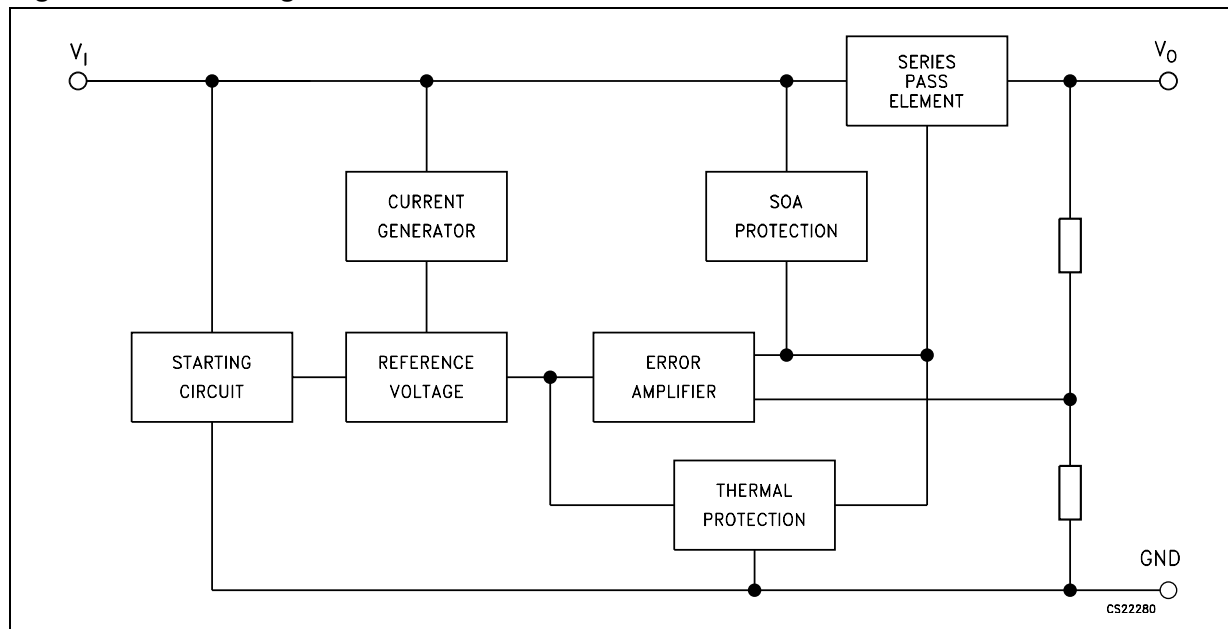 V_I
V_O
SERIES
PASS
ELEMENT
CURRENT
GENERATOR
SOA
PROTECTION
STARTING
CIRCUIT
REFERENCE
VOLTAGE
ERROR
AMPLIFIER
THERMAL
PROTECTION
GND
CS22280